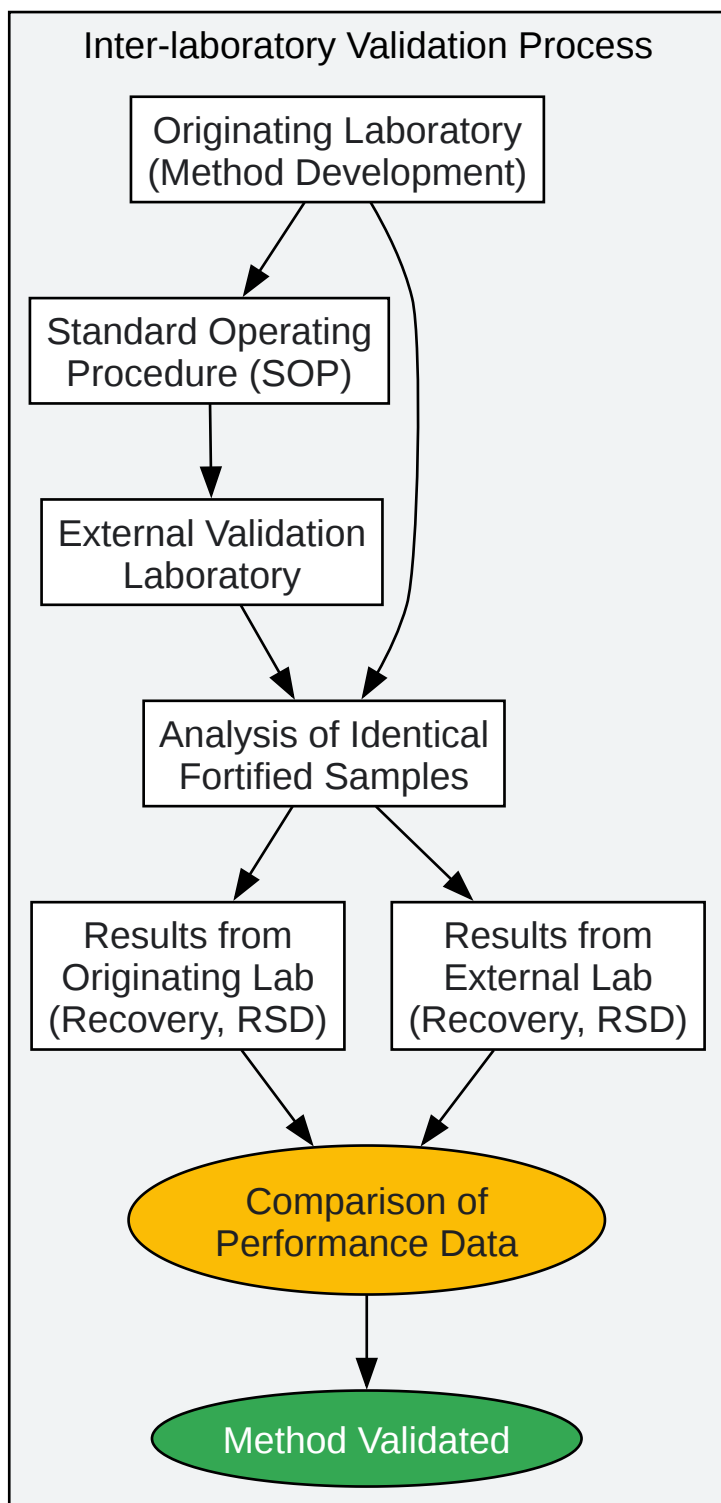 Inter-laboratory Validation Process
Originating Laboratory
(Method Development)
Standard Operating
Procedure (SOP)
External Validation
Laboratory
Analysis of Identical
Fortified Samples
Results from
Originating Lab
(Recovery, RSD)
Results from
External Lab
(Recovery, RSD)
Comparison of
Performance Data
Method Validated